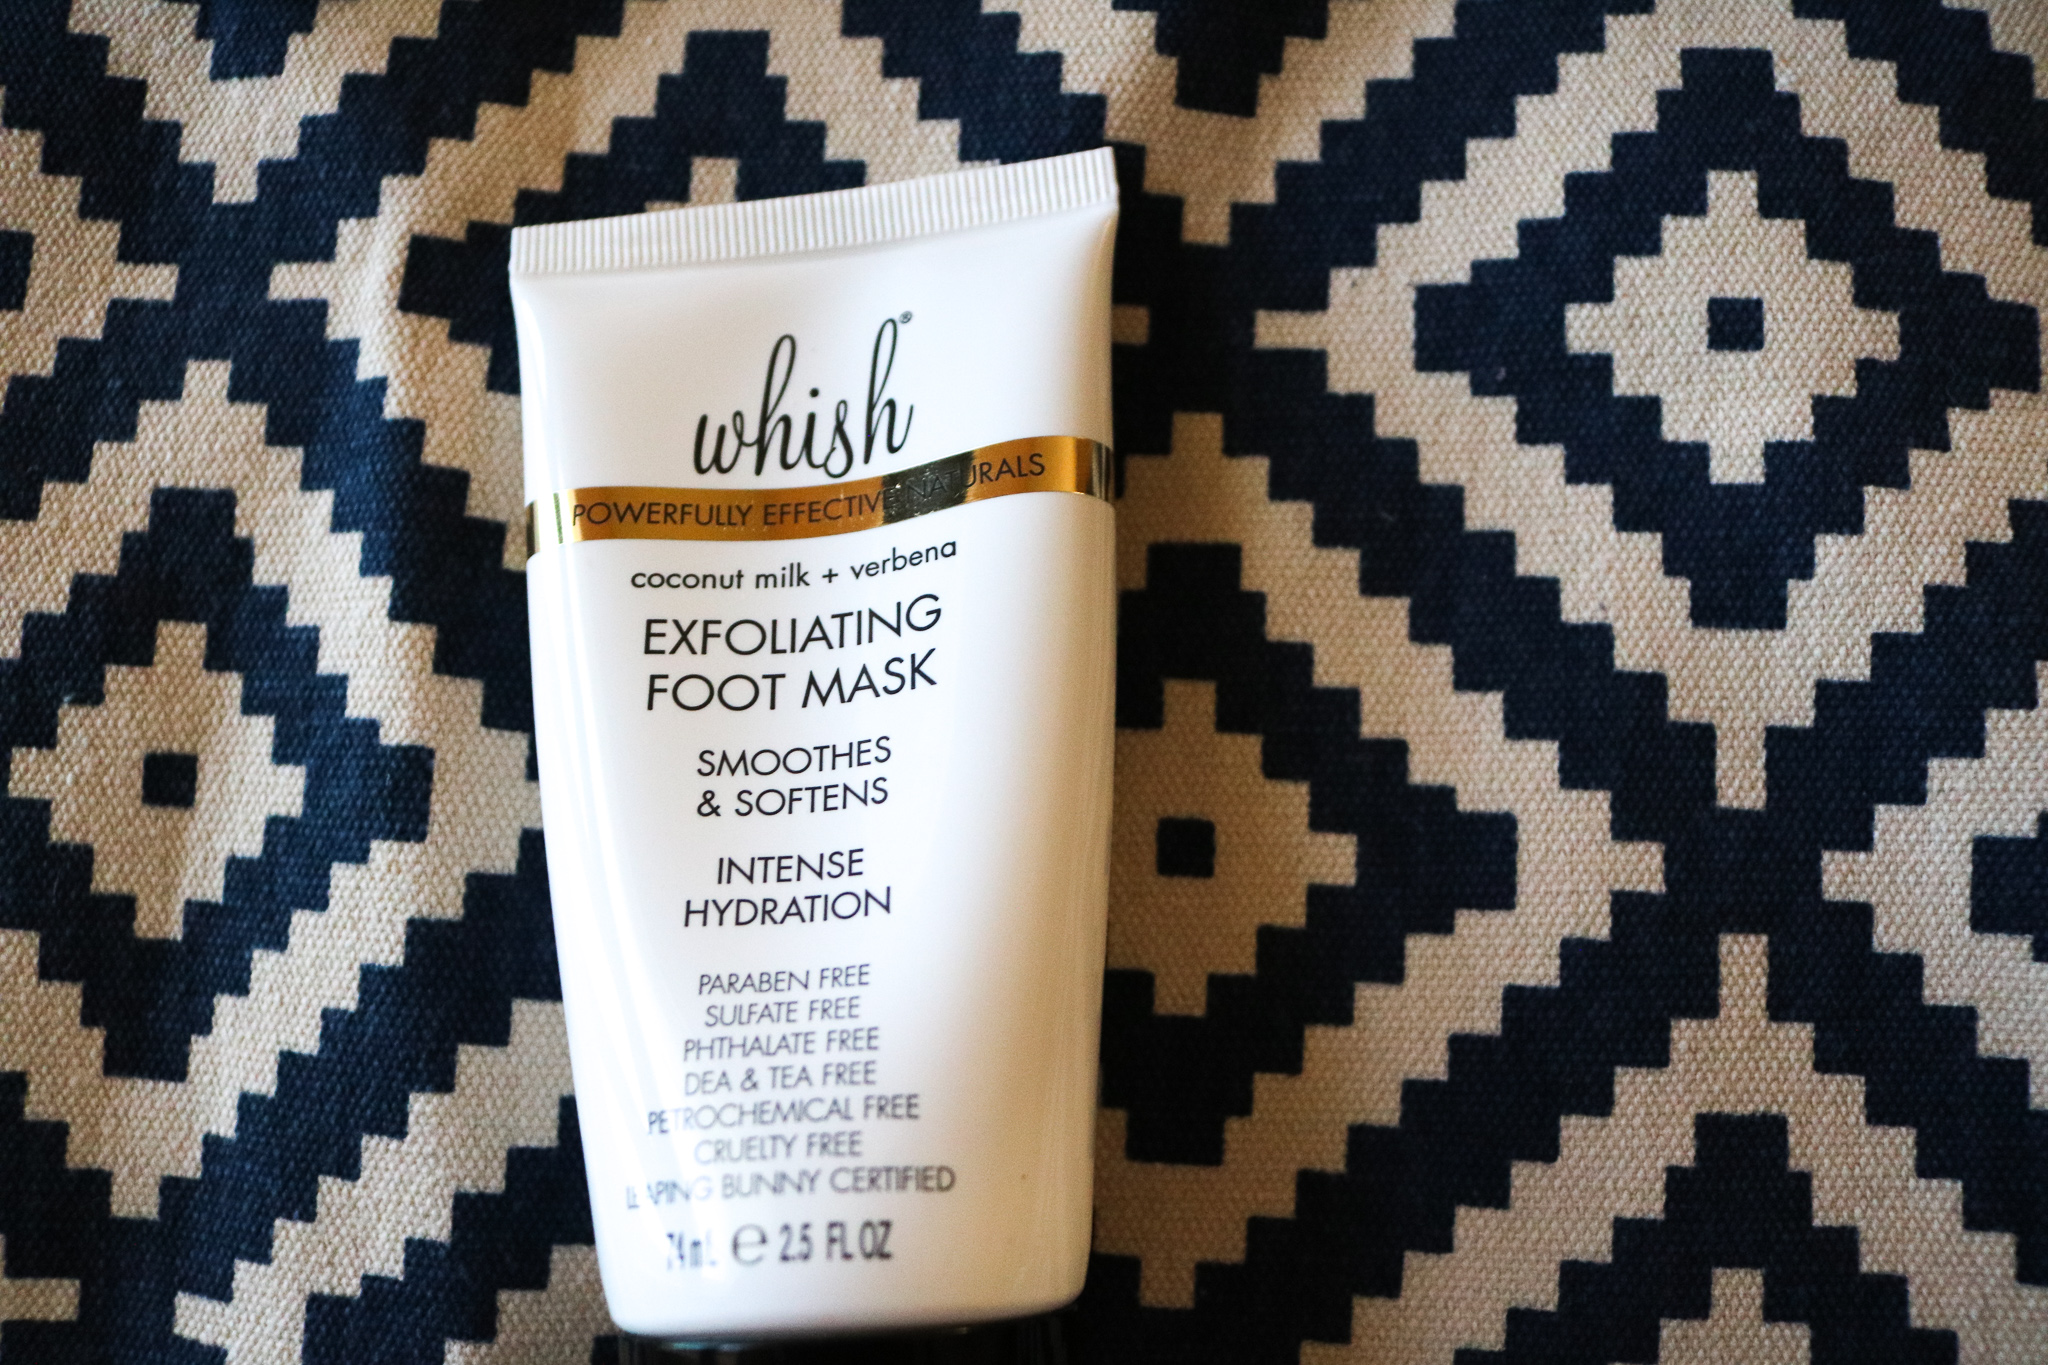 whish®
POWERFULLY EFFECTIVE NATURALS
coconut milk + verbena
EXFOLIATING
FOOT MASK
SMOOTHES
& SOFTENS
INTENSE
HYDRATION
PARABEN FREE
SULFATE FREE
PHTHALATE FREE
DEA & TEA FREE
PETROCHEMICAL FREE
CRUELTY FREE
LEAPING BUNNY CERTIFIED
74mL ℮ 2.5 FL OZ